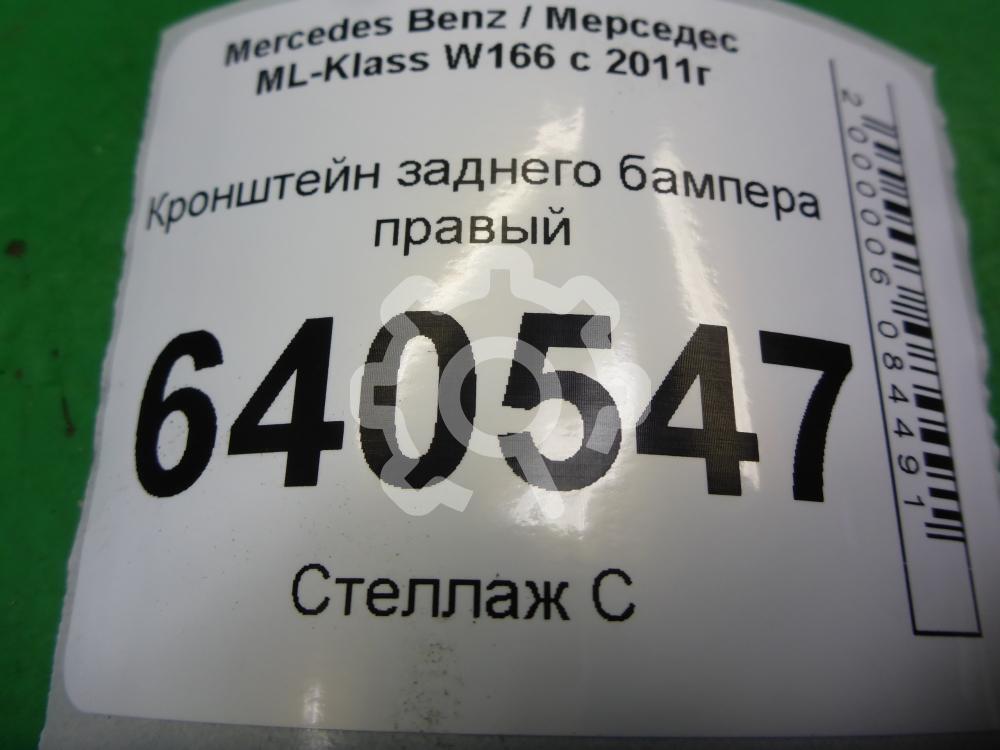 Mercedes Benz / Мерседес
ML-Klass W166 с 2011г
Кронштейн заднего бампера
правый
640547
Стеллаж С
2000006084491